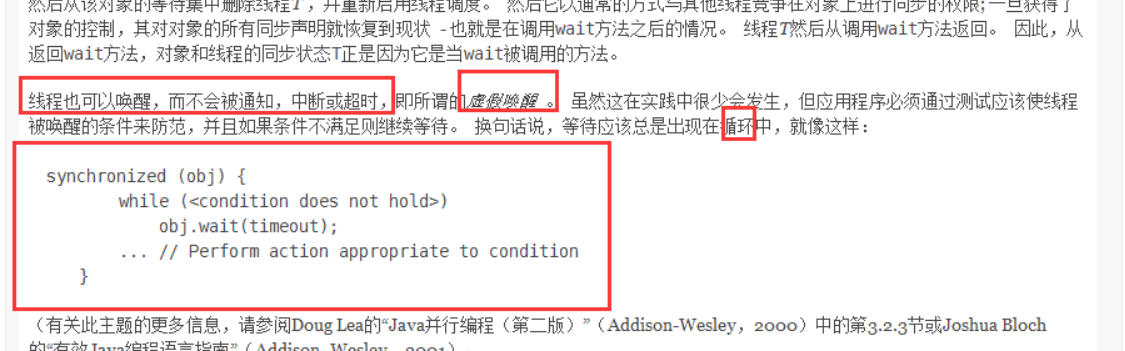 然后从该对象的等待集中删除线程T ，并重新启用线程调度。 然后它以通常的方式与其他线程竞争在对象上进行同步的权限;一旦获得了
对象的控制，其对对象的所有同步声明就恢复到现状 -也就是在调用wait方法之后的情况。 线程T然后从调用wait方法返回。 因此，从
返回wait方法，对象和线程的同步状态T正是因为它是当wait被调用的方法。
线程也可以唤醒，而不会被通知，中断或超时，即所谓的虚假唤醒 。 虽然这在实践中很少会发生，但应用程序必须通过测试应该使线程
被唤醒的条件来防范，并且如果条件不满足则继续等待。 换句话说，等待应该总是出现在循环中，就像这样：
synchronized (obj) {
while (<condition does not hold>)
obj.wait(timeout);
... // Perform action appropriate to condition
}
（有关此主题的更多信息，请参阅Doug Lea的“Java并行编程（第二版）”（Addison-Wesley，2000）中的第3.2.3节或Joshua Bloch
的“有效Java编程语言指南”（Addison-Wesley，2001）。